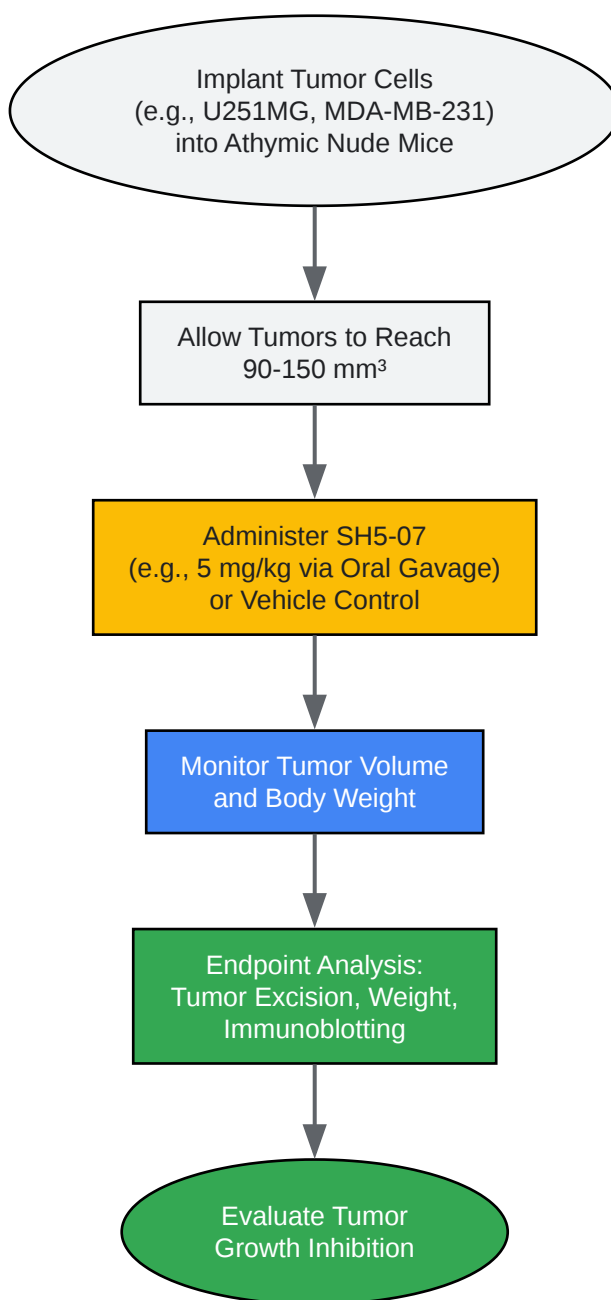 Implant Tumor Cells
(e.g., U251MG, MDA-MB-231)
into Athymic Nude Mice
Allow Tumors to Reach
90-150 mm³
Administer SH5-07
(e.g., 5 mg/kg via Oral Gavage)
or Vehicle Control
Monitor Tumor Volume
and Body Weight
Endpoint Analysis:
Tumor Excision, Weight,
Immunoblotting
Evaluate Tumor
Growth Inhibition